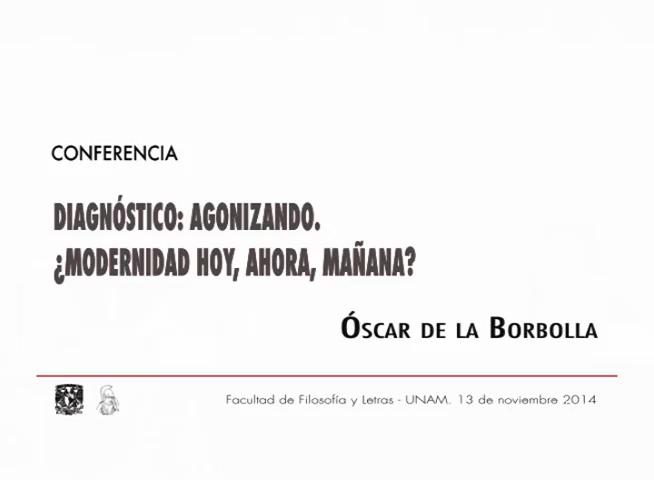 CONFERENCIA
DIAGNÓSTICO: AGONIZANDO.
¿MODERNIDAD HOY, AHORA, MAÑANA?
ÓSCAR DE LA BORBOLLA
Facultad de Filosofía y Letras - UNAM. 13 de noviembre 2014